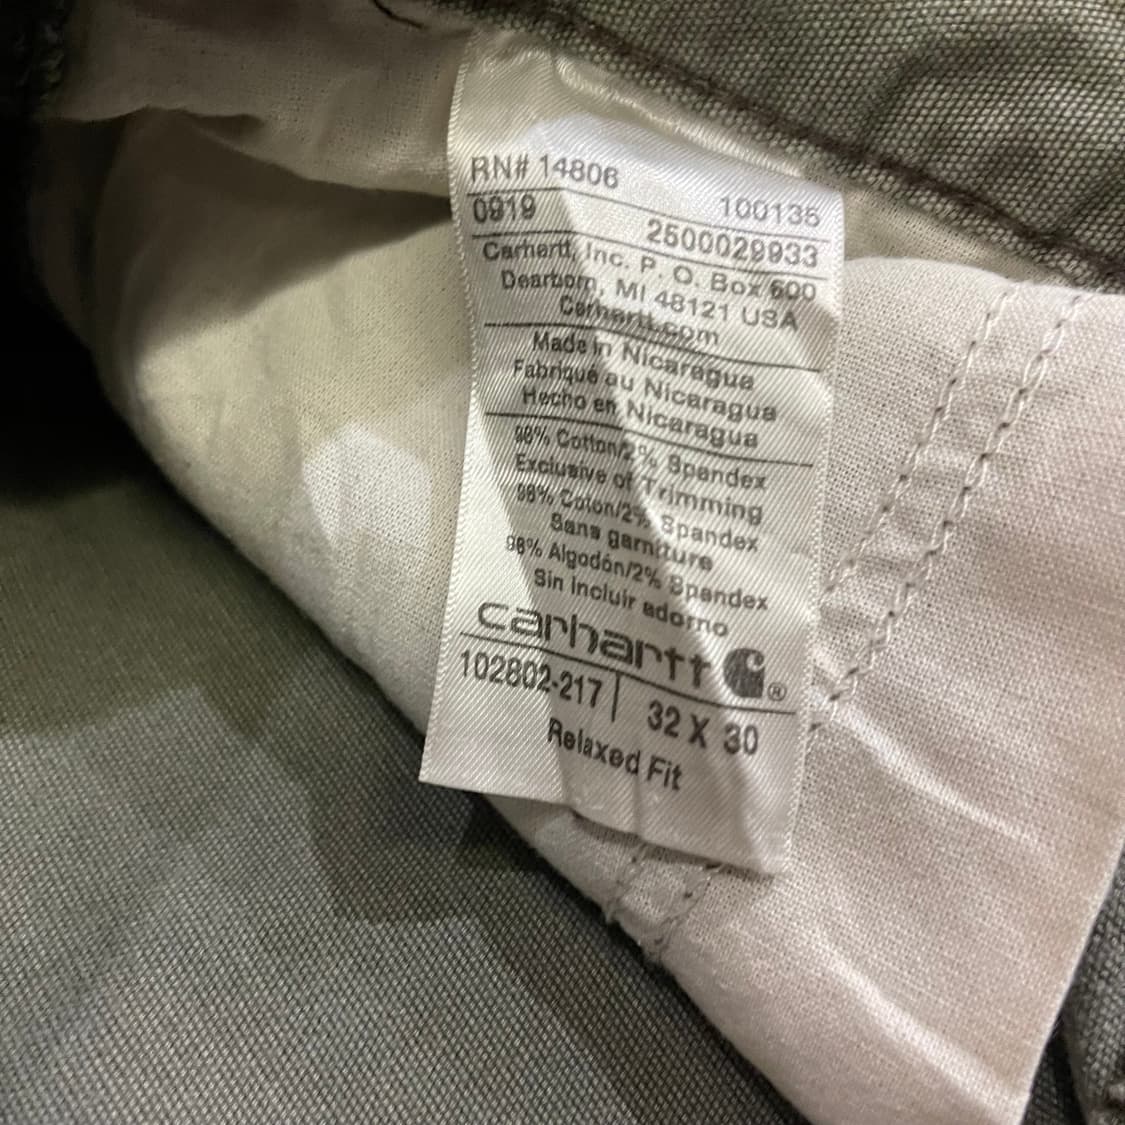 RN# 14806
100135
0919
2500029933
Carhartt, Inc. P. O. Box 600
Dearborn, MI 48121 USA
Carhartt.com
Made in Nicaragua
Fabriqué au Nicaragua
Hecho en Nicaragua
98% Cotton/2% Spandex
Exclusive of Trimming
98% Coton/2% Spandex
Sans garniture
98% Algodón/2% Spandex
Sin Incluir adorno
carhartt ®
102802-217 | 32 X 30
Relaxed Fit